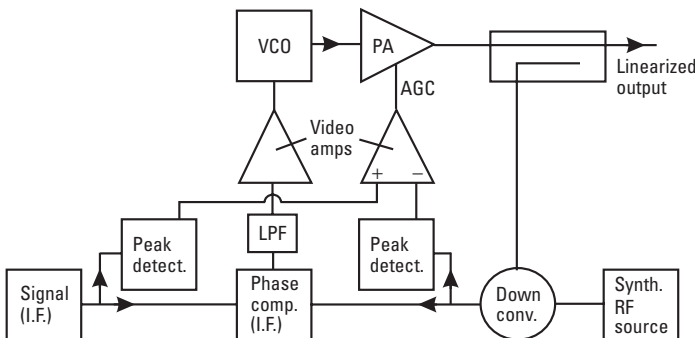 VCO
PA
Linearized
output
AGC
Video
amps
+
−
LPF
Peak
detect.
Peak
detect.
Signal
(I.F.)
Phase
comp.
(I.F.)
Down
conv.
Synth.
RF
source